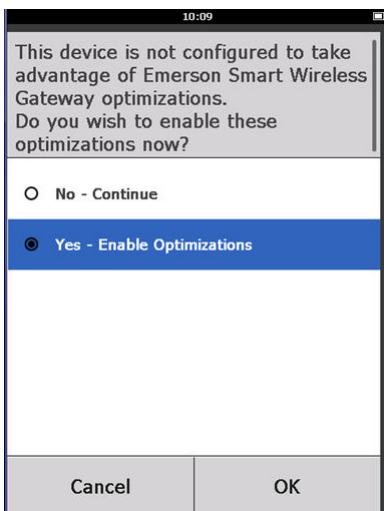 10:09
This device is not configured to take
advantage of Emerson Smart Wireless
Gateway optimizations.
Do you wish to enable these
optimizations now?
No - Continue
Yes - Enable Optimizations
Cancel
OK